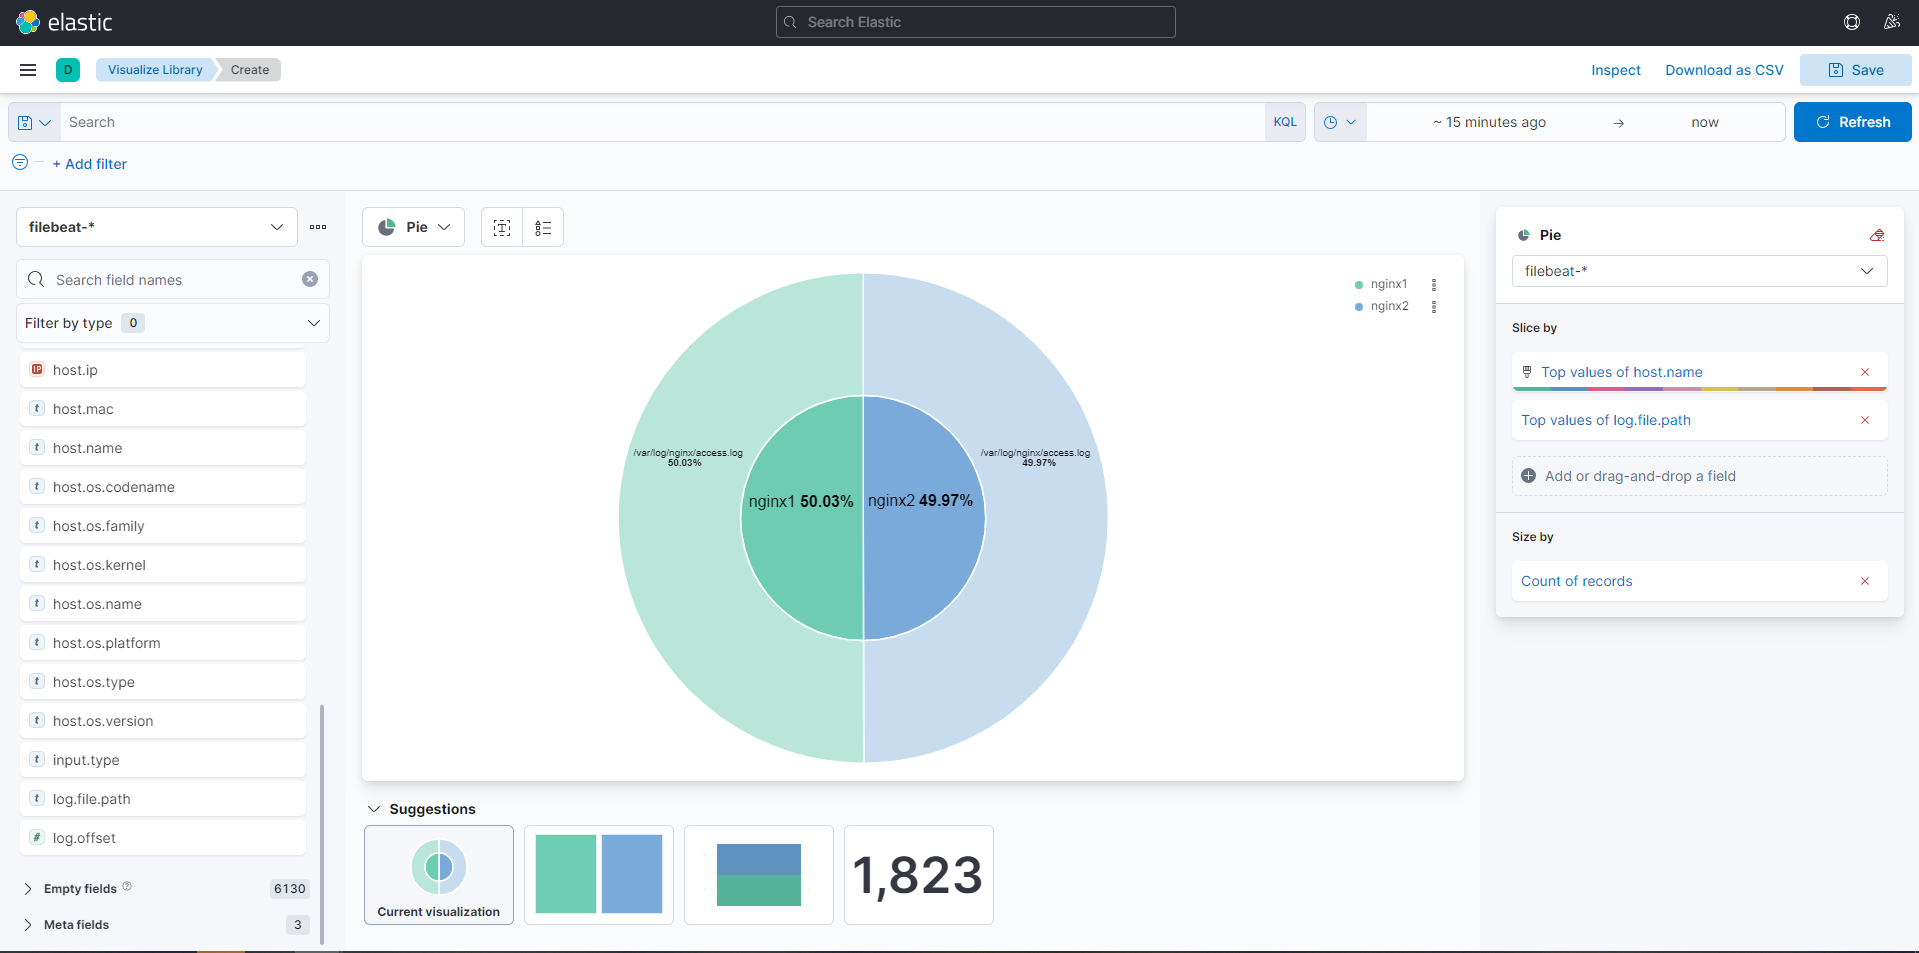 elastic
Search Elastic
D
Visualize Library
Create
Inspect
Download as CSV
Save
Search
KQL
~ 15 minutes ago
→
now
Refresh
+ Add filter
filebeat-*
Search field names
Filter by type 0
IP host.ip
t host.mac
t host.name
t host.os.codename
t host.os.family
t host.os.kernel
t host.os.name
t host.os.platform
t host.os.type
t host.os.version
t input.type
t log.file.path
# log.offset
Empty fields ? 6130
Meta fields 3
Pie
T
nginx1
nginx2
/var/log/nginx/access.log
50.03%
/var/log/nginx/access.log
49.97%
nginx1 50.03%
nginx2 49.97%
Suggestions
Current visualization
1,823
Pie
filebeat-*
Slice by
Top values of host.name
Top values of log.file.path
Add or drag-and-drop a field
Size by
Count of records